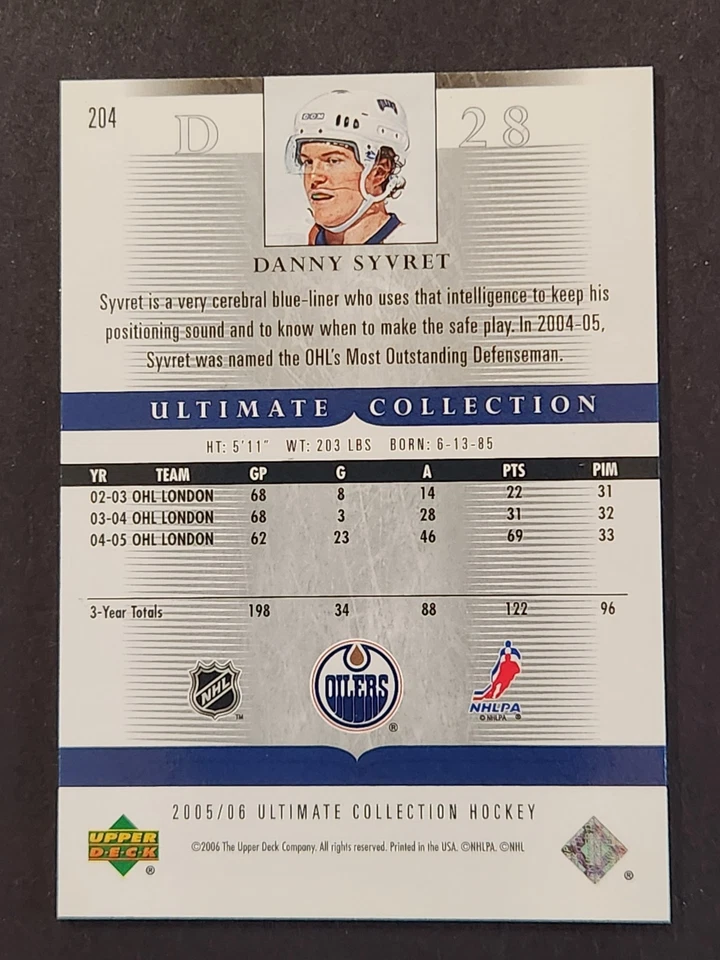 204
D
28
CCM
DANNY SYVRET
Syvret is a very cerebral blue-liner who uses that intelligence to keep his
positioning sound and to know when to make the safe play. In 2004-05,
Syvret was named the OHL's Most Outstanding Defenseman.
ULTIMATE COLLECTION
HT: 5'11" WT: 203 LBS BORN: 6-13-85
YR TEAM GP G A PTS PIM
02-03 OHL LONDON 68 8 14 22 31
03-04 OHL LONDON 68 3 28 31 32
04-05 OHL LONDON 62 23 46 69 33
3-Year Totals 198 34 88 122 96
NHL ™ OILERS ® NHLPA
© NHLPA ®
2005/06 ULTIMATE COLLECTION HOCKEY
UPPER
DECK ®
©2006 The Upper Deck Company. All rights reserved. Printed in the USA. ©NHLPA. ©NHL
®